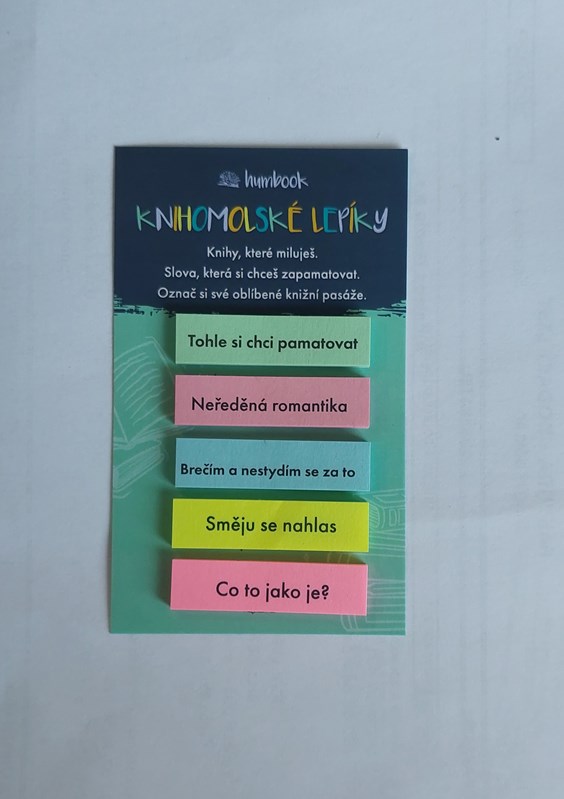 humbook
KNIHOMOLSKÉ LEPÍKY
Knihy, které miluješ.
Slova, která si chceš zapamatovat.
Označ si své oblíbené knižní pasáže.
Tohle si chci pamatovat
Neředěná romantika
Brečím a nestydím se za to
Směju se nahlas
Co to jako je?